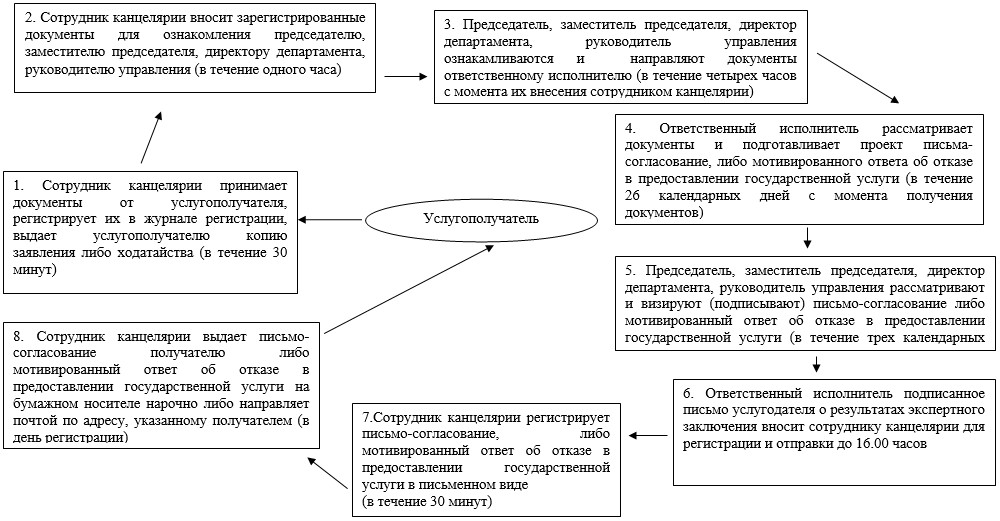 2. Сотрудник канцелярии вносит зарегистрированные
документы для ознакомления председателю,
заместителю председателя, директору департамента,
руководителю управления (в течение одного часа)
3. Председатель, заместитель председателя, директор
департамента, руководитель управления
ознакамливаются и направляют документы
ответственному исполнителю (в течение четырех часов
с момента их внесения сотрудником канцелярии)
4. Ответственный исполнитель рассматривает
документы и подготавливает проект письма-
согласование, либо мотивированного ответа об отказе
в предоставлении государственной услуги (в течение
26 календарных дней с момента получения
документов)
1. Сотрудник канцелярии принимает
документы от услугополучателя,
регистрирует их в журнале регистрации,
выдает услугополучателю копию
заявления либо ходатайства (в течение 30
минут)
Услугополучатель
5. Председатель, заместитель председателя, директор
департамента, руководитель управления рассматривают
и визируют (подписывают) письмо-согласование либо
мотивированный ответ об отказе в предоставлении
государственной услуги (в течение трех календарных
8. Сотрудник канцелярии выдает письмо-
согласование получателю либо
мотивированный ответ об отказе в
предоставлении государственной услуги на
бумажном носителе нарочно либо направляет
почтой по адресу, указанному получателем (в
день регистрации)
6. Ответственный исполнитель подписанное
письмо услугодателя о результатах экспертного
заключения вносит сотруднику канцелярии для
регистрации и отправки до 16.00 часов
7.Сотрудник канцелярии регистрирует
письмо-согласование, либо
мотивированный ответ об отказе в
предоставлении государственной
услуги в письменном виде
(в течение 30 минут)